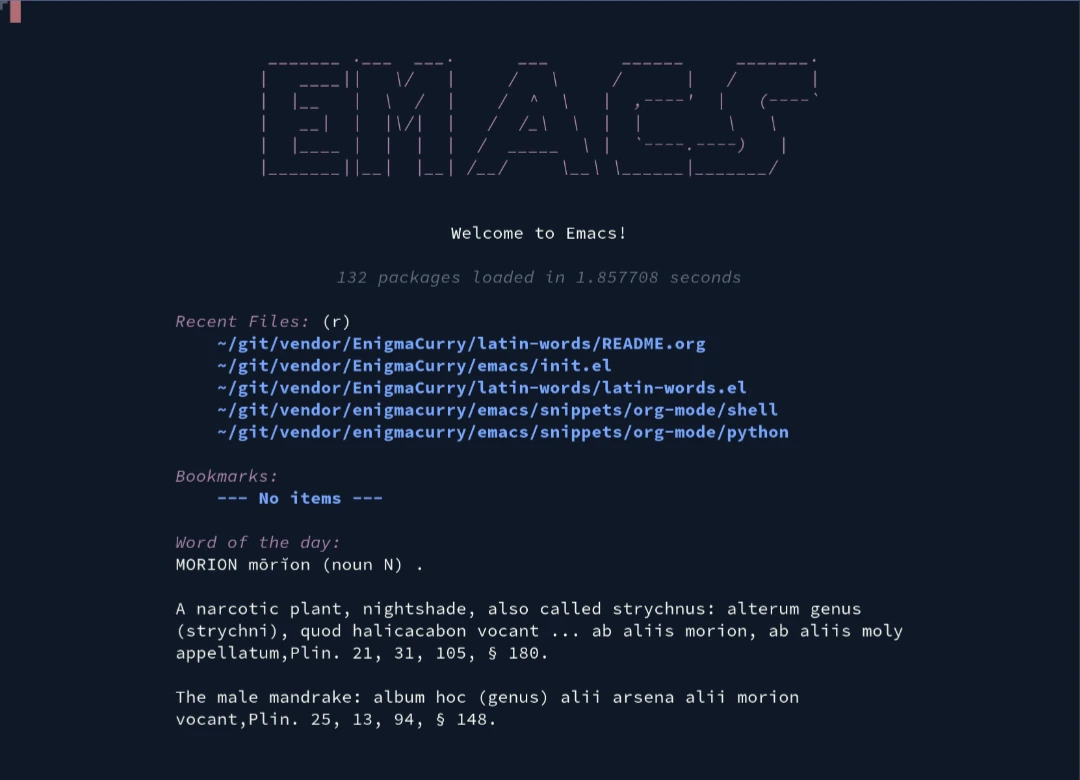 EMACS
Welcome to Emacs!
132 packages loaded in 1.857708 seconds
Recent Files: (r)
~/git/vendor/EnigmaCurry/latin-words/README.org
~/git/vendor/EnigmaCurry/emacs/init.el
~/git/vendor/EnigmaCurry/latin-words/latin-words.el
~/git/vendor/enigmacurry/emacs/snippets/org-mode/shell
~/git/vendor/enigmacurry/emacs/snippets/org-mode/python
Bookmarks:
--- No items ---
Word of the day:
MORION mōrĭon (noun N) .
A narcotic plant, nightshade, also called strychnus: alterum genus
(strychni), quod halicacabon vocant ... ab aliis morion, ab aliis moly
appellatum,Plin. 21, 31, 105, § 180.
The male mandrake: album hoc (genus) alii arsena alii morion
vocant,Plin. 25, 13, 94, § 148.